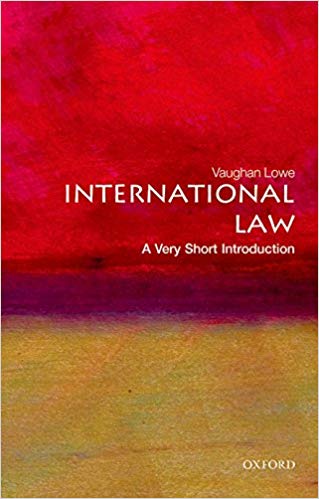 Vaughan Lowe
INTERNATIONAL
LAW
A Very Short Introduction
OXFORD